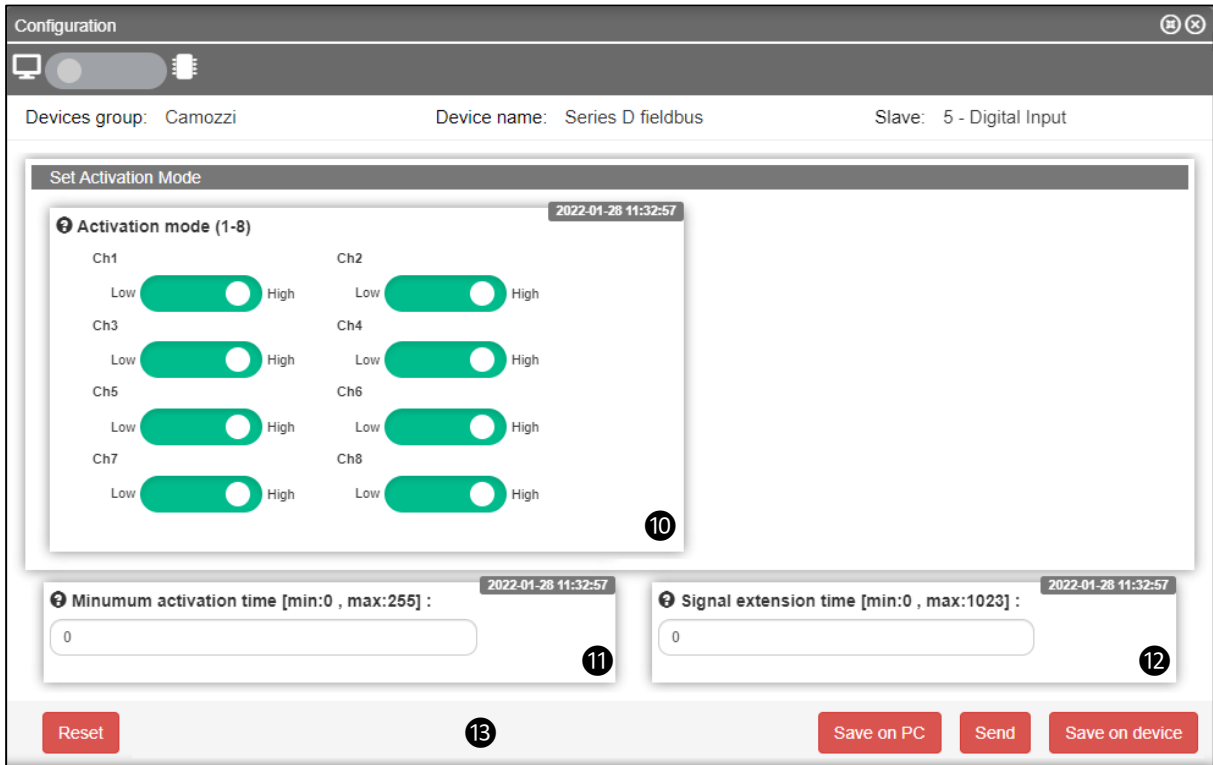 Configuration
Devices group: Camozzi Device name: Series D fieldbus Slave: 5 - Digital Input
Set Activation Mode
2022-01-28 11:32:57
Activation mode (1-8)
Ch1 Ch2
Low High Low High
Ch3 Ch4
Low High Low High
Ch5 Ch6
Low High Low High
Ch7 Ch8
Low High Low High
10
2022-01-28 11:32:57 2022-01-28 11:32:57
Minumum activation time [min:0 , max:255] : Signal extension time [min:0 , max:1023] :
0 0
11 12
Reset 13 Save on PC Send Save on device